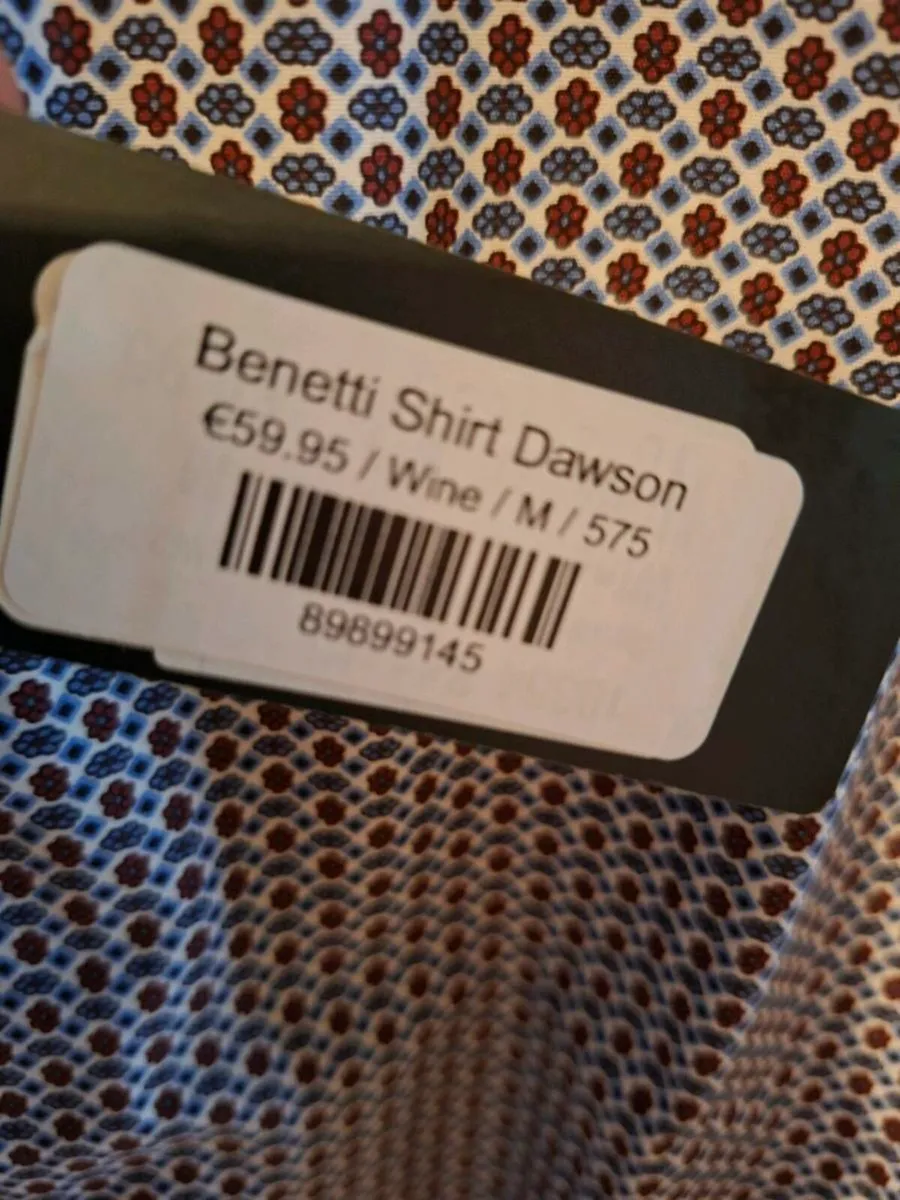 Benetti Shirt Dawson
€59.95 / Wine / M / 575
89899145